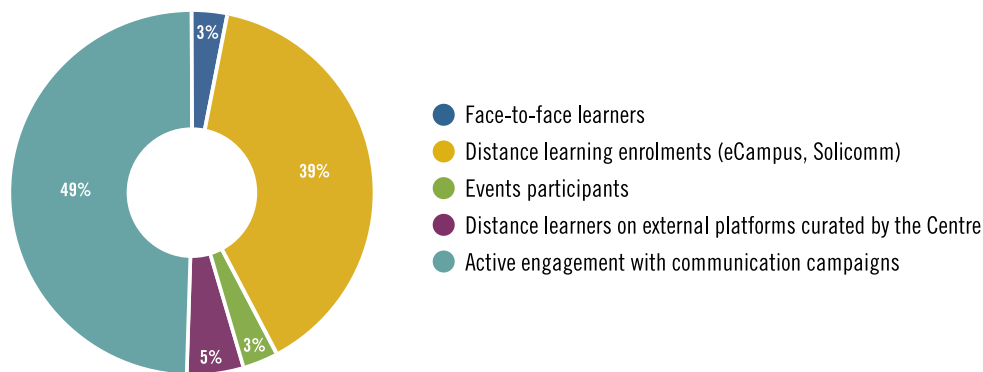 3%
39%
49%
3%
5%
Face-to-face learners
Distance learning enrolments (eCampus, Solicomm)
Events participants
Distance learners on external platforms curated by the Centre
Active engagement with communication campaigns